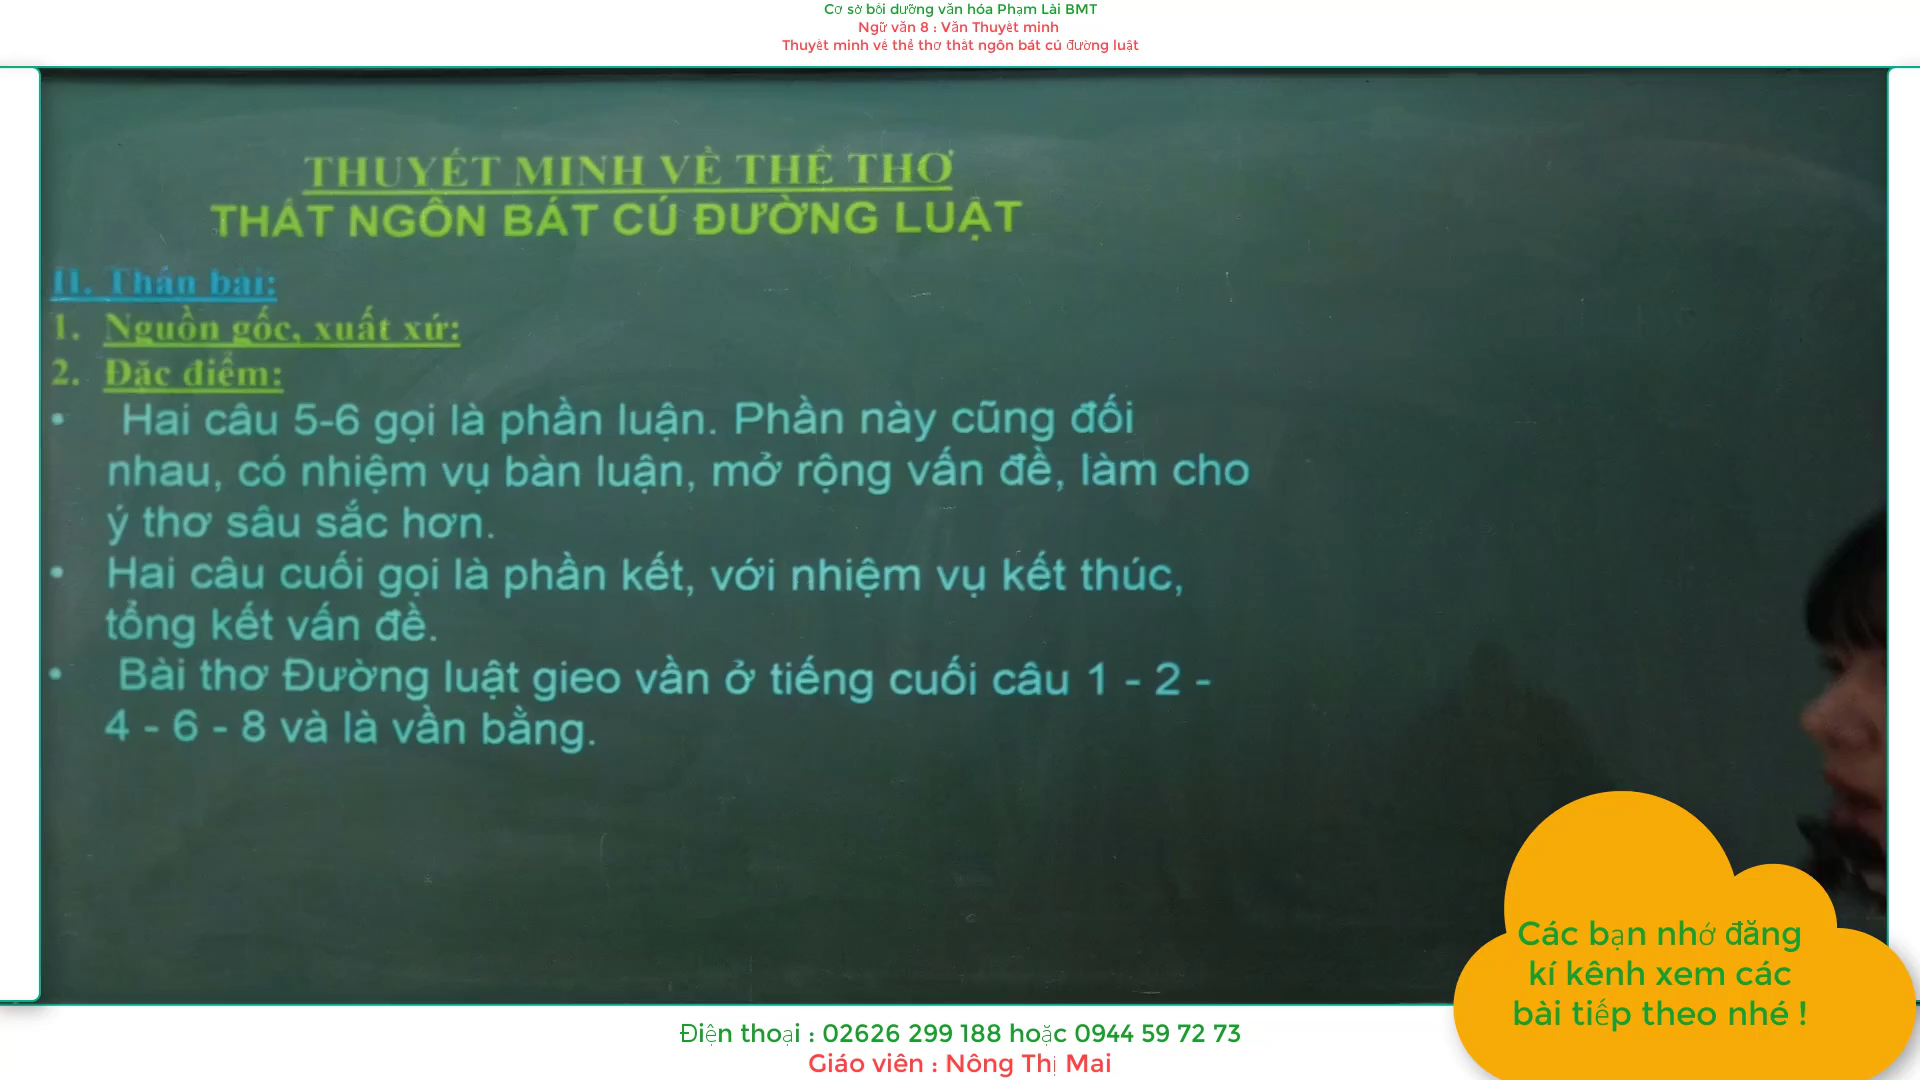 Cơ sở bồi dưỡng văn hóa Phạm Lài BMT
Ngữ văn 8 : Văn Thuyết minh
Thuyết minh về thể thơ thất ngôn bát cú đường luật
THUYẾT MINH VỀ THỂ THƠ
THẤT NGÔN BÁT CÚ ĐƯỜNG LUẬT
II. Thân bài:
1. Nguồn gốc, xuất xứ:
2. Đặc điểm:
• Hai câu 5-6 gọi là phần luận. Phần này cũng đối
nhau, có nhiệm vụ bàn luận, mở rộng vấn đề, làm cho
ý thơ sâu sắc hơn.
• Hai câu cuối gọi là phần kết, với nhiệm vụ kết thúc,
tổng kết vấn đề.
• Bài thơ Đường luật gieo vần ở tiếng cuối câu 1 - 2 -
4 - 6 - 8 và là vần bằng.
Các bạn nhớ đăng
kí kênh xem các
bài tiếp theo nhé !
Điện thoại : 02626 299 188 hoặc 0944 59 72 73
Giáo viên : Nông Thị Mai